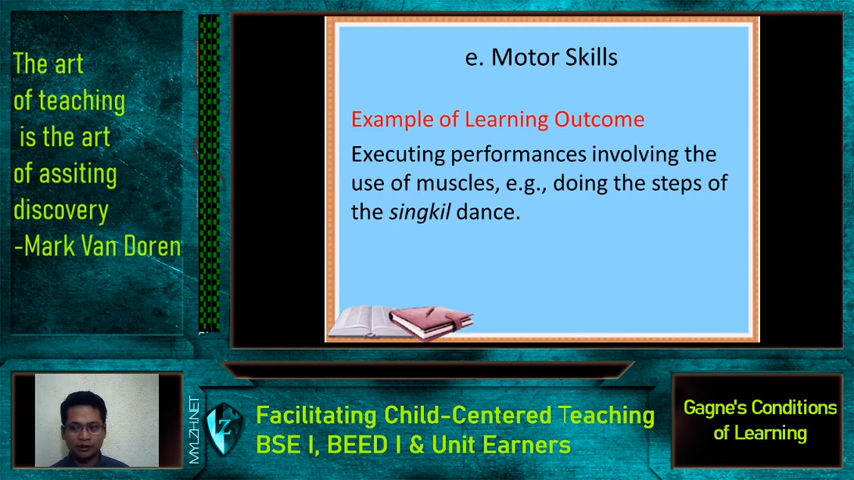 The art
of teaching
is the art
of assiting
discovery
-Mark Van Doren
e. Motor Skills
Example of Learning Outcome
Executing performances involving the
use of muscles, e.g., doing the steps of
the singkil dance.
MYLZH.NET
Z
Facilitating Child-Centered Teaching
BSE I, BEED I & Unit Earners
Gagne's Conditions
of Learning